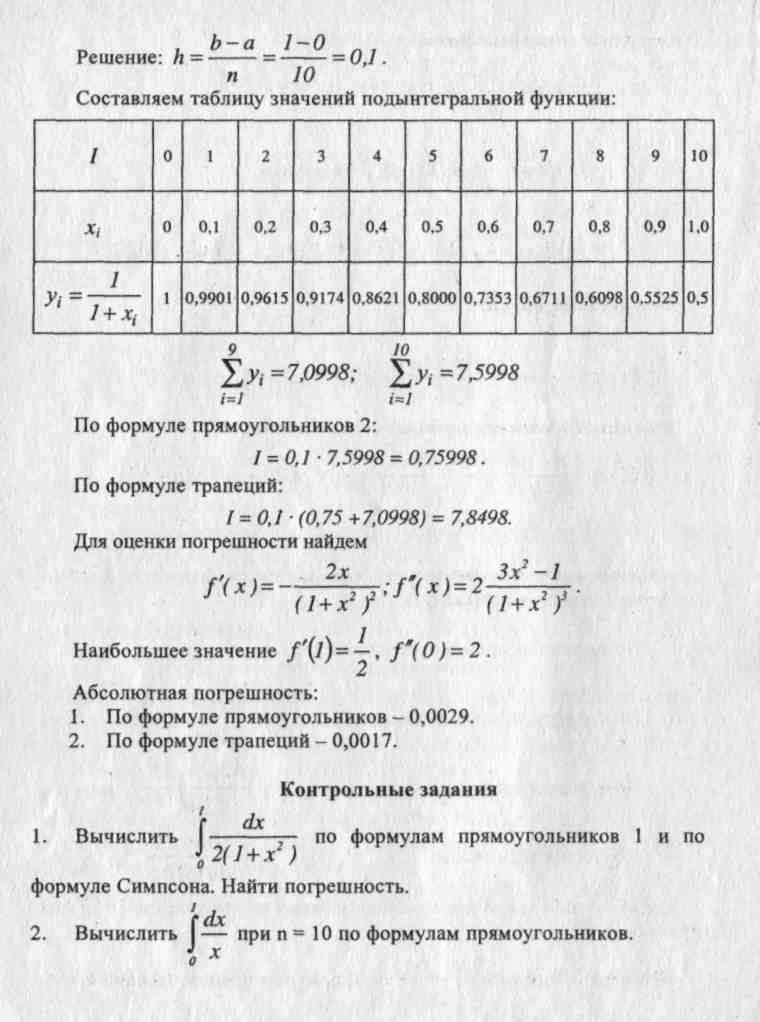 Решение: h = b − a / n = 1−0 / 10 = 0,1 .
Составляем таблицу значений подынтегральной функции:
I 0 1 2 3 4 5 6 7 8 9 10
xᵢ 0 0,1 0,2 0,3 0,4 0,5 0,6 0,7 0,8 0,9 1,0
yᵢ = 1 / 1 + xᵢ 1 0,9901 0,9615 0,9174 0,8621 0,8000 0,7353 0,6711 0,6098 0,5525 0,5
9 ∑ i=1 yᵢ =7,0998; 10 ∑ i=1 yᵢ =7,5998
По формуле прямоугольников 2:
I = 0,1 · 7,5998 = 0,75998 .
По формуле трапеций:
I = 0,1 · (0,75 +7,0998) = 7,8498.
Для оценки погрешности найдем
f′( x )= − 2x / ( 1+ x² )² ; f″( x )= 2 3x² −1 / ( 1+ x² )³ .
Наибольшее значение f′(1)= 1 / 2 , f″( 0 )= 2 .
Абсолютная погрешность:
1. По формуле прямоугольников – 0,0029.
2. По формуле трапеций – 0,0017.
Контрольные задания
1. Вычислить 1 ∫ 0 dx / 2( 1+ x² ) по формулам прямоугольников 1 и по
формуле Симпсона. Найти погрешность.
2. Вычислить 1 ∫ 0 dx / x при n = 10 по формулам прямоугольников.